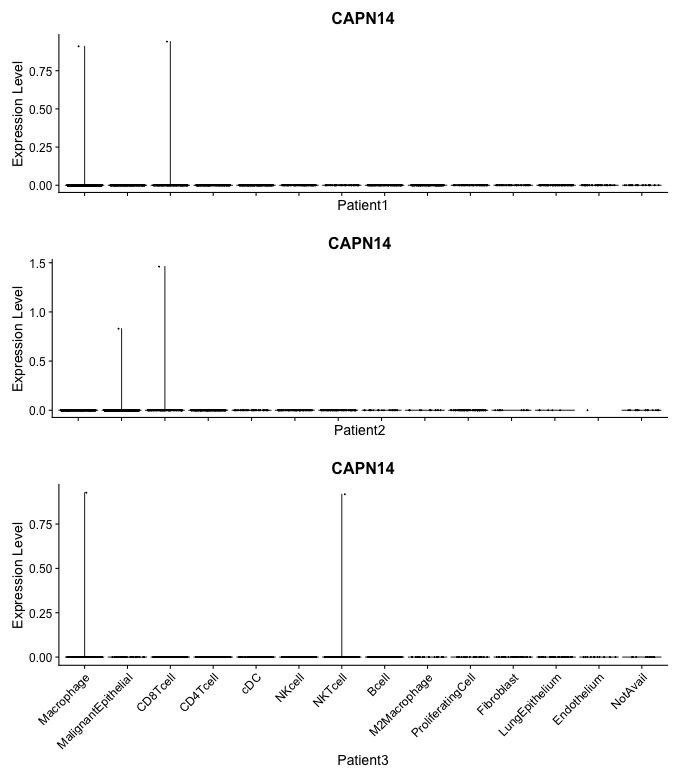 CAPN14
Expression Level
0.75
0.50
0.25
0.00
Patient1
CAPN14
Expression Level
1.5
1.0
0.5
0.0
Patient2
CAPN14
Expression Level
0.75
0.50
0.25
0.00
Macrophage
MalignantEpithelial
CD8Tcell
CD4Tcell
cDC
NKcell
NKTcell
Bcell
M2Macrophage
ProliferatingCell
Fibroblast
LungEpithelium
Endothelium
NotAvail
Patient3